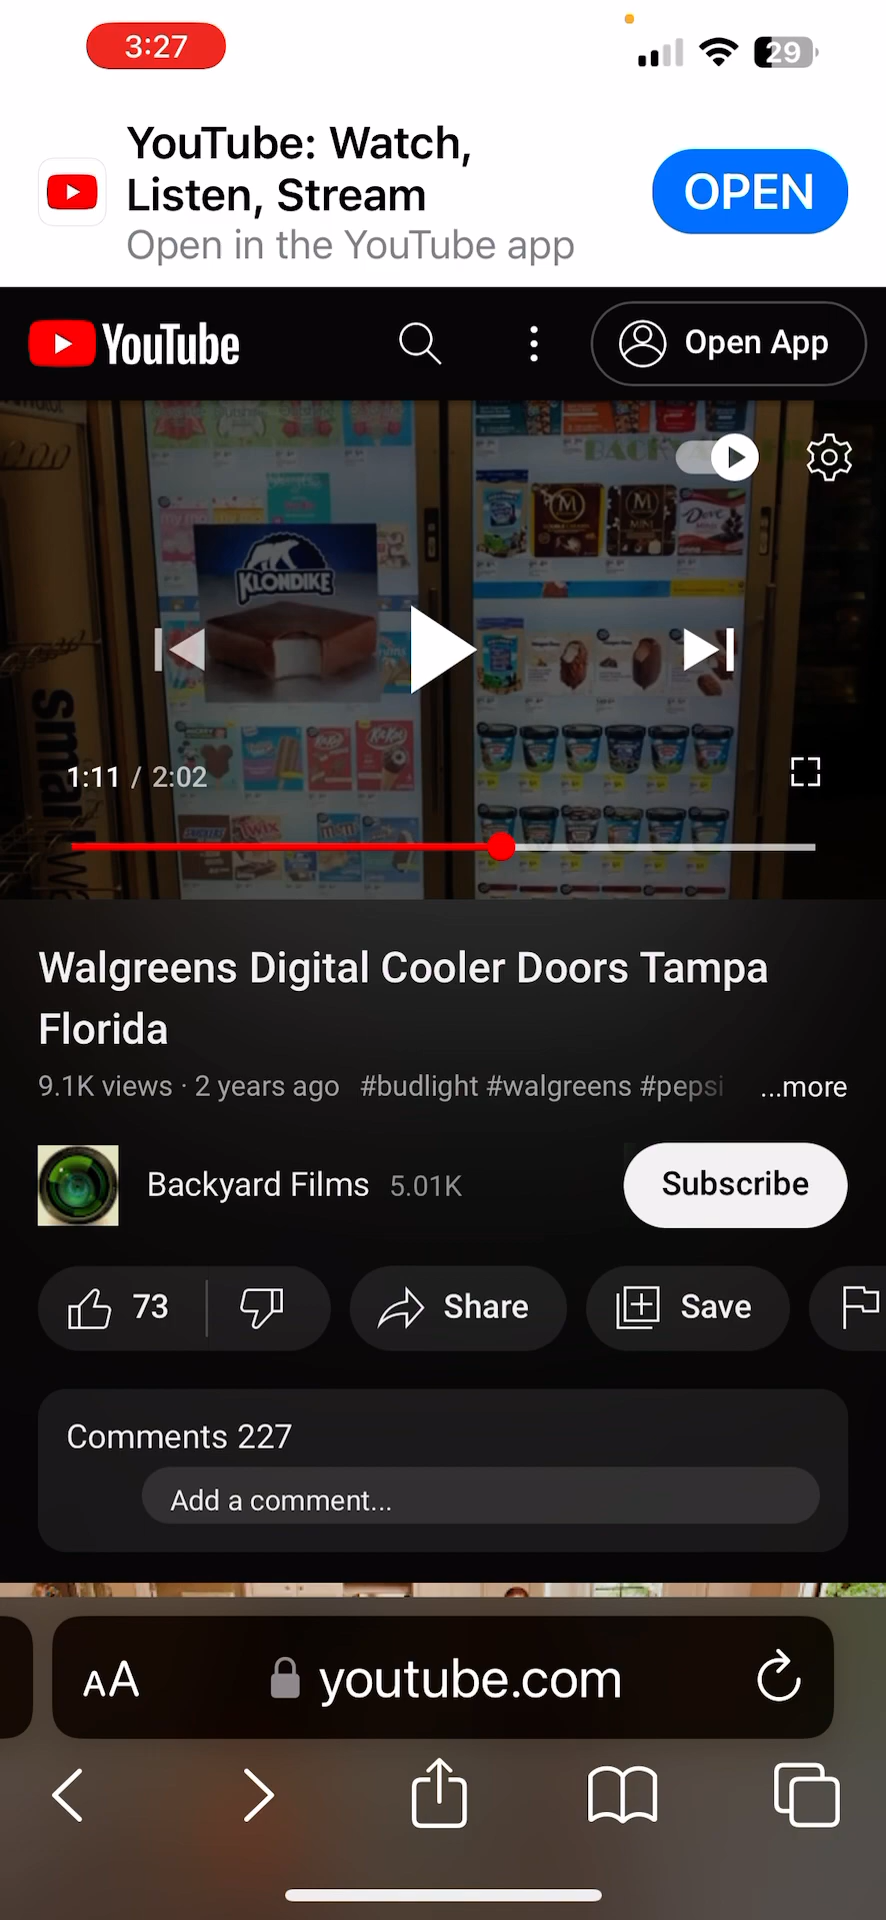 3:27
29
YouTube: Watch,
Listen, Stream
Open in the YouTube app
OPEN
YouTube
Open App
M
M
Dove
KLONDIKE
1:11 / 2:02
Walgreens Digital Cooler Doors Tampa
Florida
9.1K views · 2 years ago #budlight #walgreens #pepsi ...more
Backyard Films 5.01K
Subscribe
73
Share
Save
Comments 227
Add a comment...
AA
youtube.com